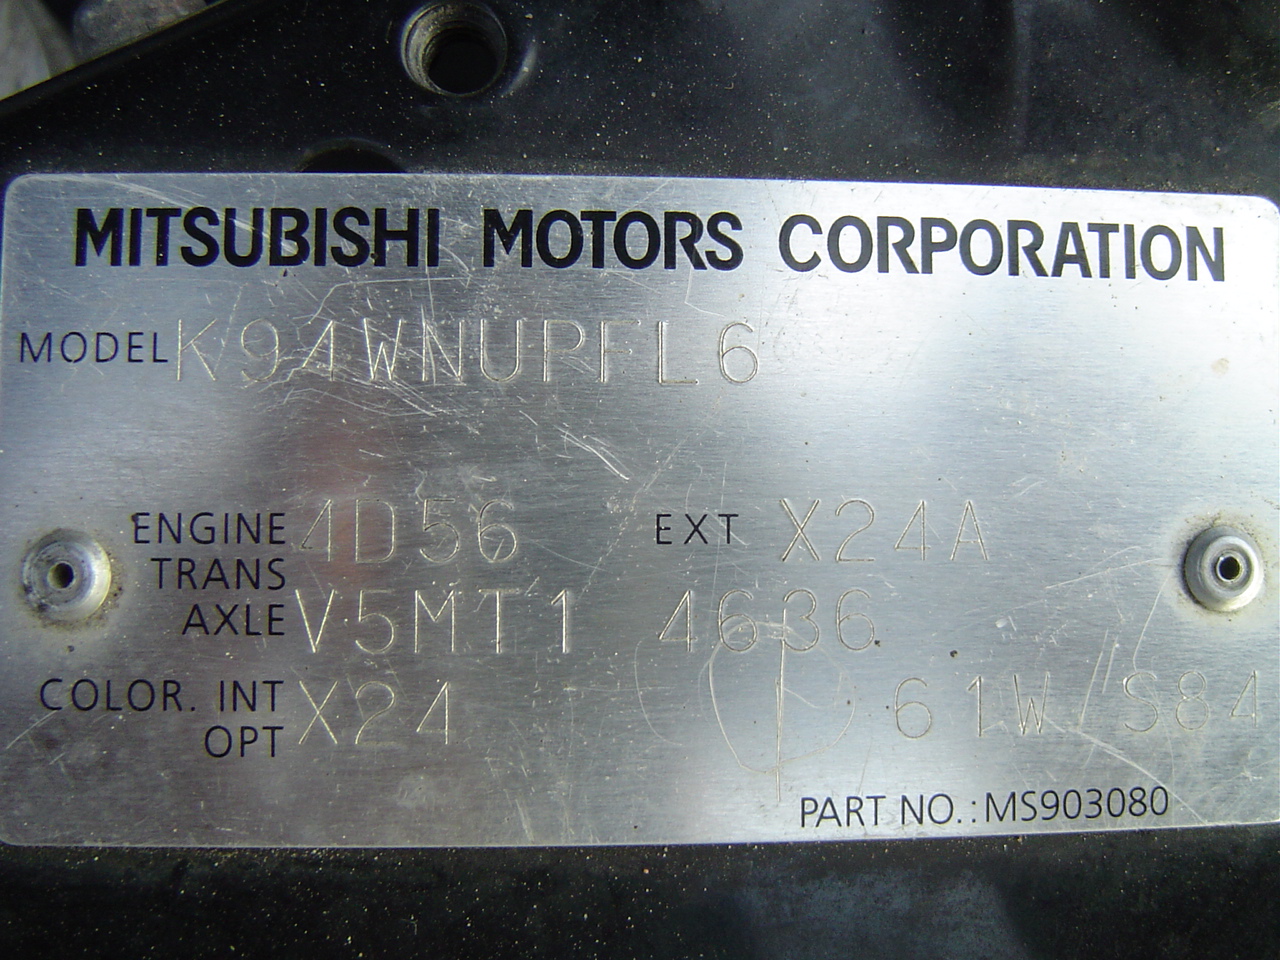 MITSUBISHI MOTORS CORPORATION
MODEL K94WNUPFL6
ENGINE 4D56 EXT X24A
TRANS
AXLE V5MT1 4636
COLOR. INT X24 61W S84
OPT
PART NO.: MS903080